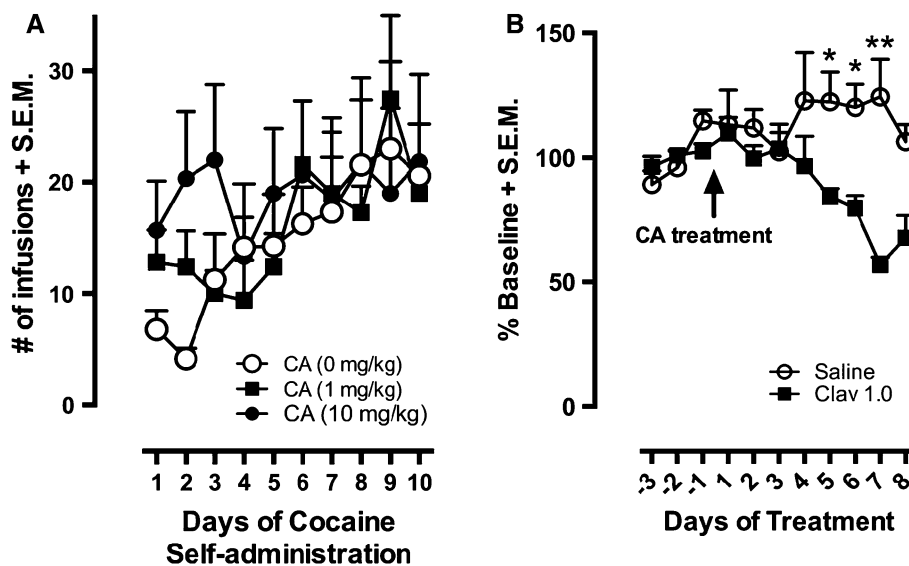 A
# of infusions + S.E.M.
30
20
10
0
CA (0 mg/kg)
CA (1 mg/kg)
CA (10 mg/kg)
1 2 3 4 5 6 7 8 9 10
Days of Cocaine
Self-administration
B
% Baseline + S.E.M.
150
100
50
0
* * **
CA treatment
Saline
Clav 1.0
-3 -2 -1 1 2 3 4 5 6 7 8
Days of Treatment